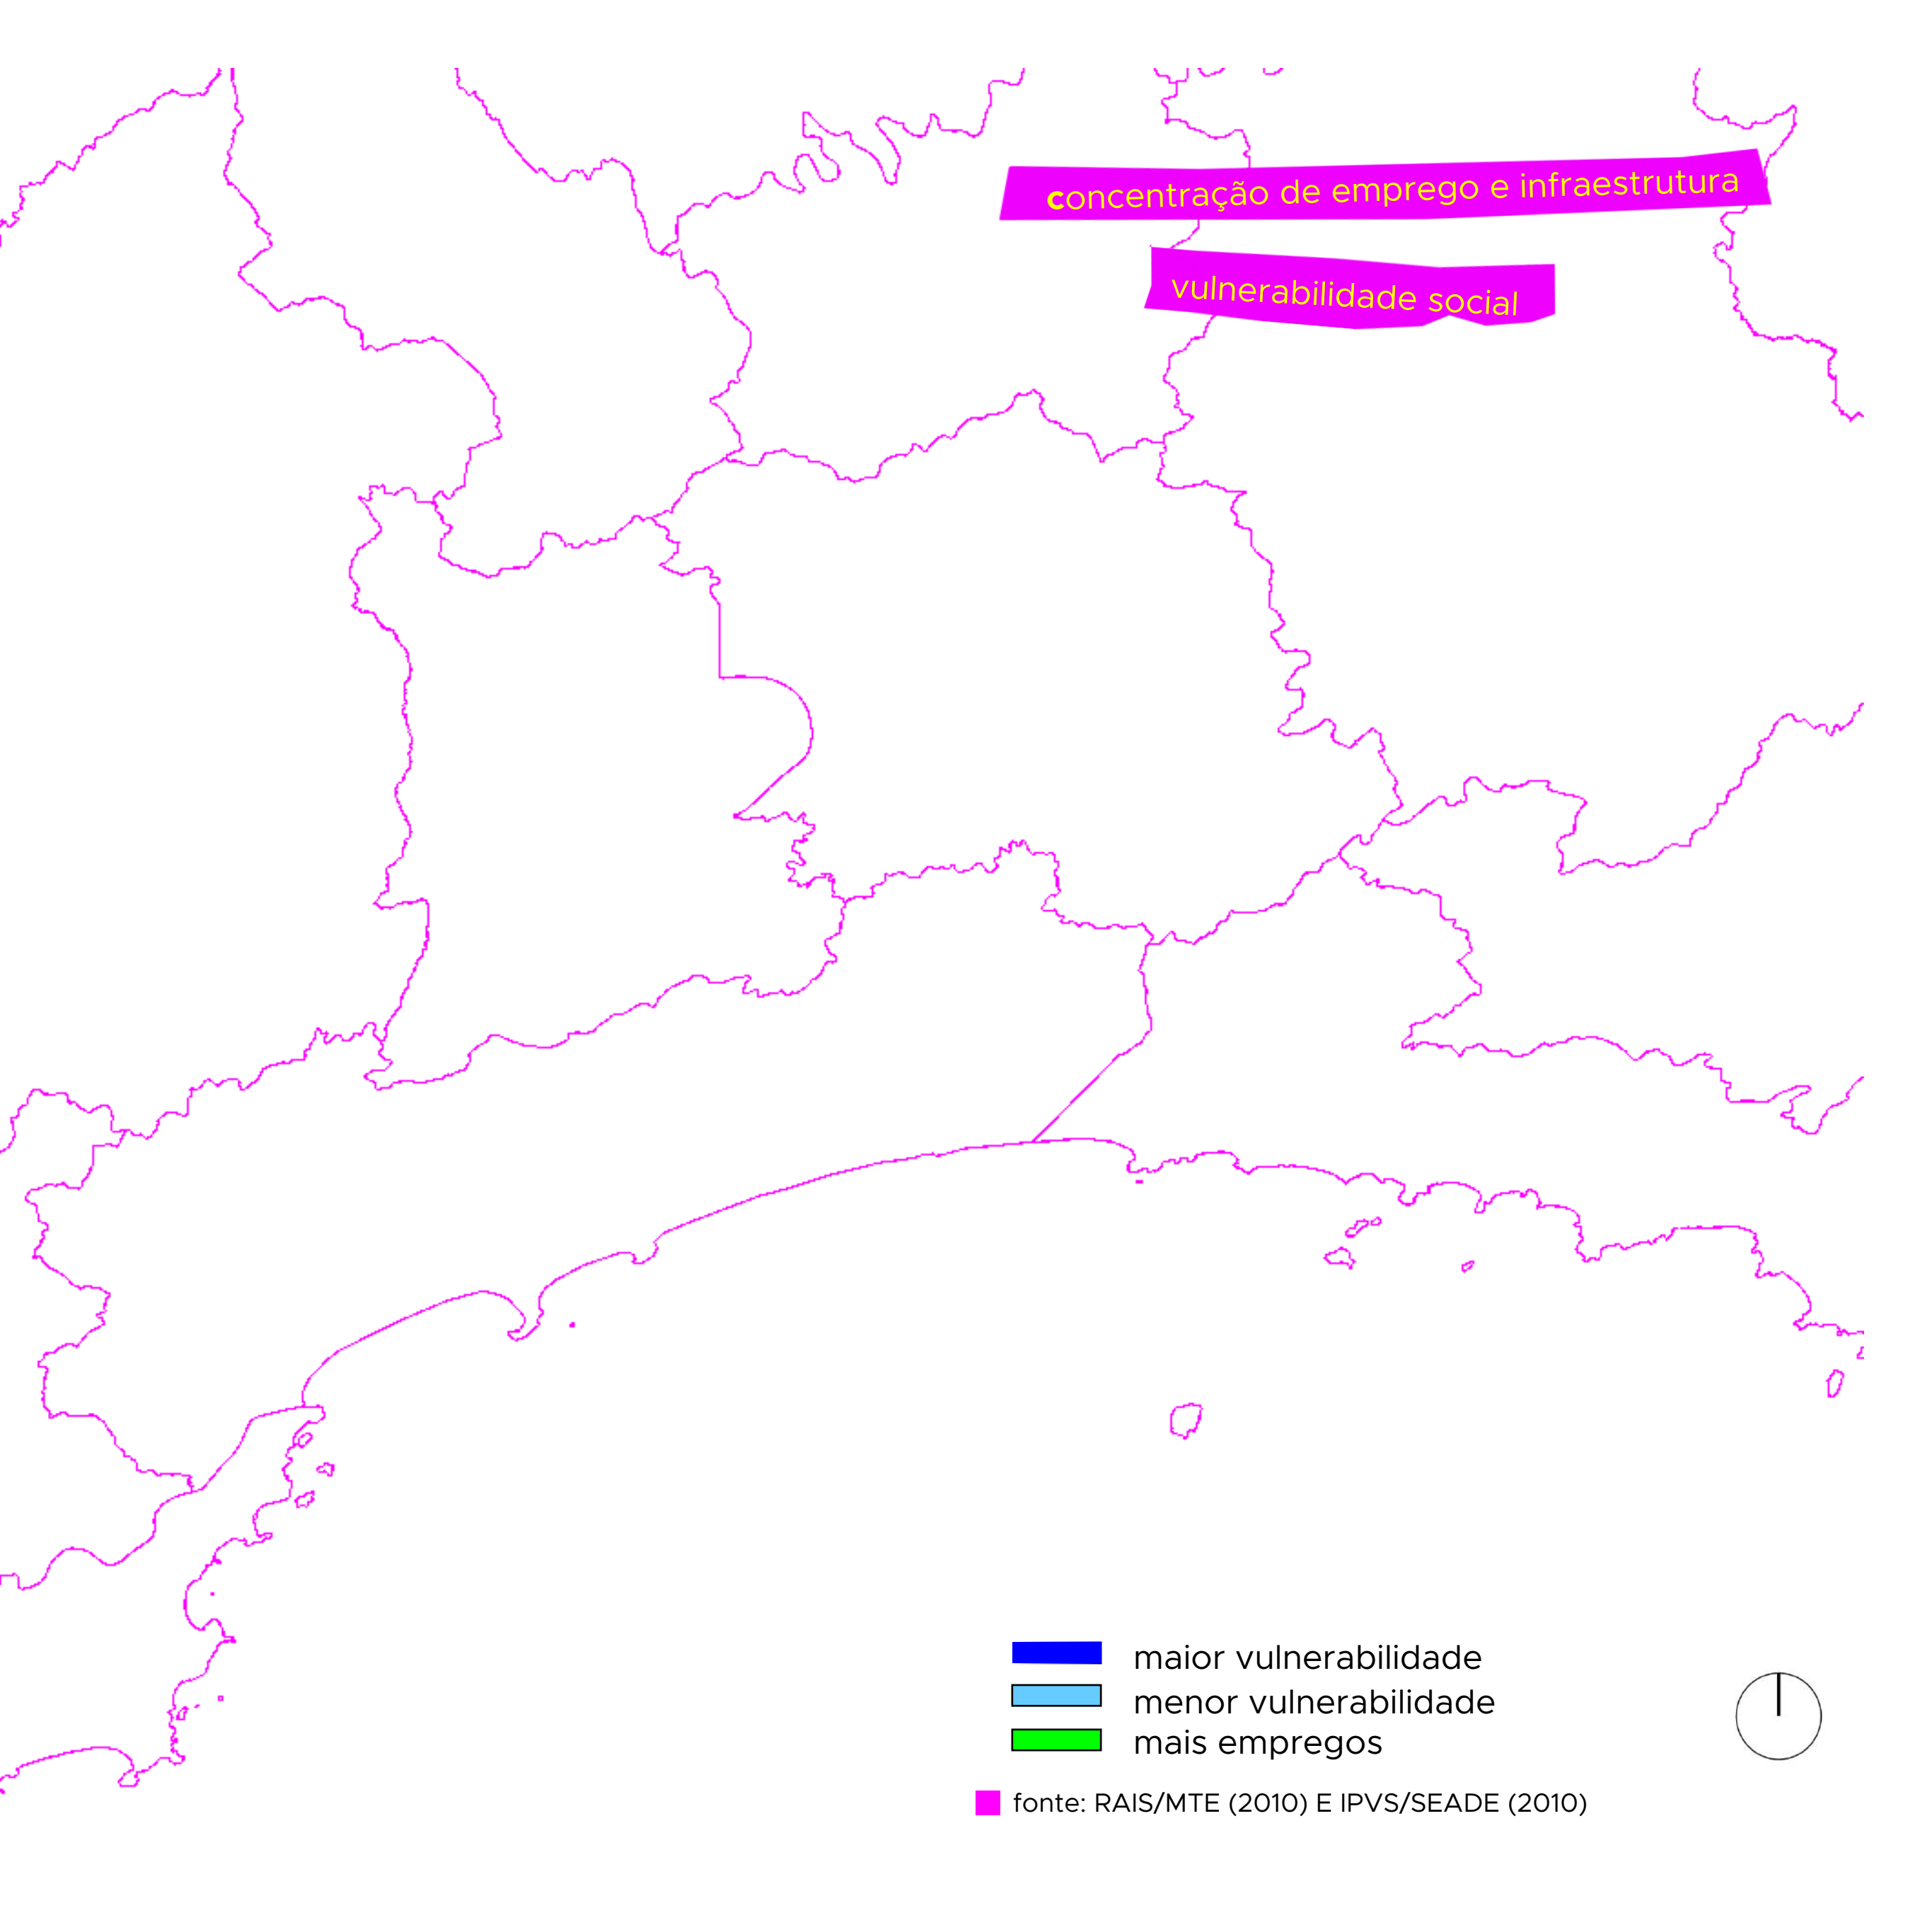 concentração de emprego e infraestrutura
vulnerabilidade social
maior vulnerabilidade
menor vulnerabilidade
mais empregos
fonte: RAIS/MTE (2010) E IPVS/SEADE (2010)